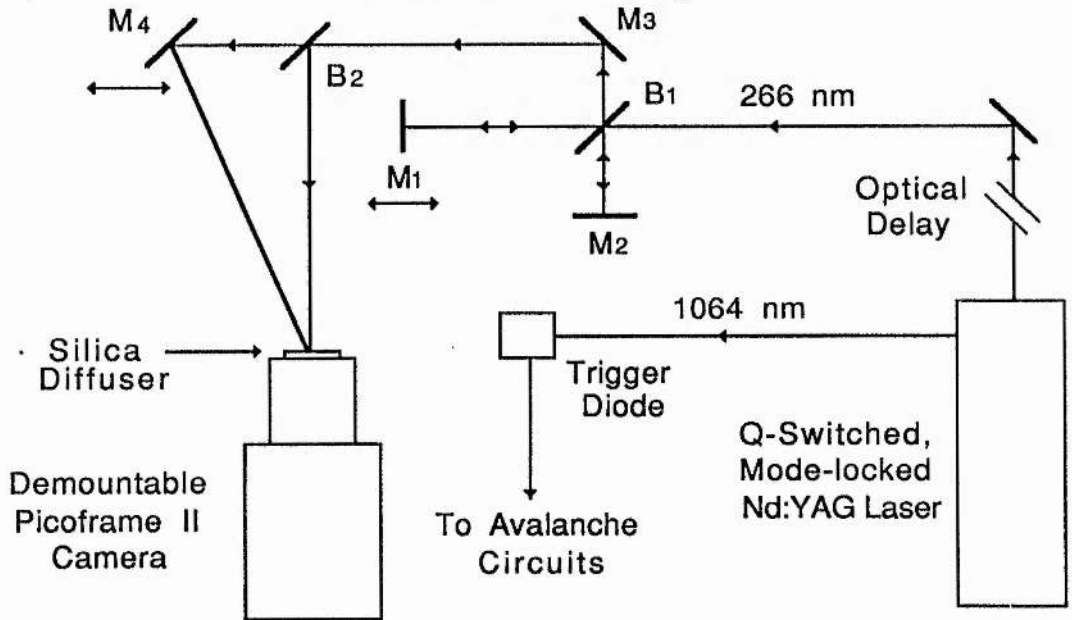 M4
M3
B2
B1
266 nm
M1
Optical
Delay
M2
1064 nm
Silica
Diffuser
Trigger
Diode
Q-Switched,
Mode-locked
Nd:YAG Laser
Demountable
Picoframe II
Camera
To Avalanche
Circuits